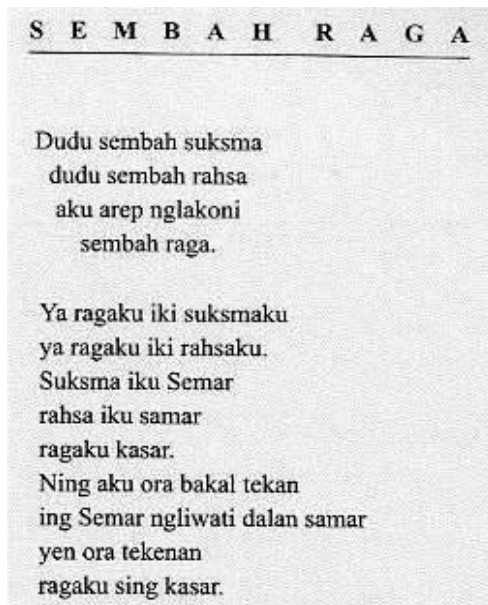 SEMBAH RAGA
Dudu sembah suksma
dudu sembah rahsa
aku arep nglakoni
sembah raga.
Ya ragaku iki suksmaku
ya ragaku iki rahsaku.
Suksma iku Semar
rahsa iku samar
ragaku kasar.
Ning aku ora bakal tekan
ing Semar ngliwati dalan samar
yen ora tekenan
ragaku sing kasar.